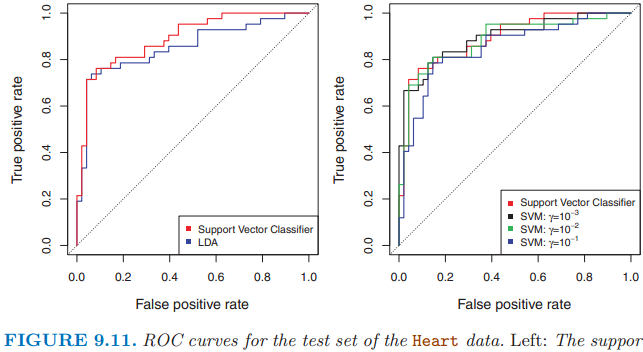 1.0
0.8
0.6
0.4
0.2
0.0
True positive rate
Support Vector Classifier
LDA
0.0 0.2 0.4 0.6 0.8 1.0
False positive rate
1.0
0.8
0.6
0.4
0.2
0.0
True positive rate
Support Vector Classifier
SVM: γ=10⁻³
SVM: γ=10⁻²
SVM: γ=10⁻¹
0.0 0.2 0.4 0.6 0.8 1.0
False positive rate
FIGURE 9.11. ROC curves for the test set of the Heart data. Left: The suppor